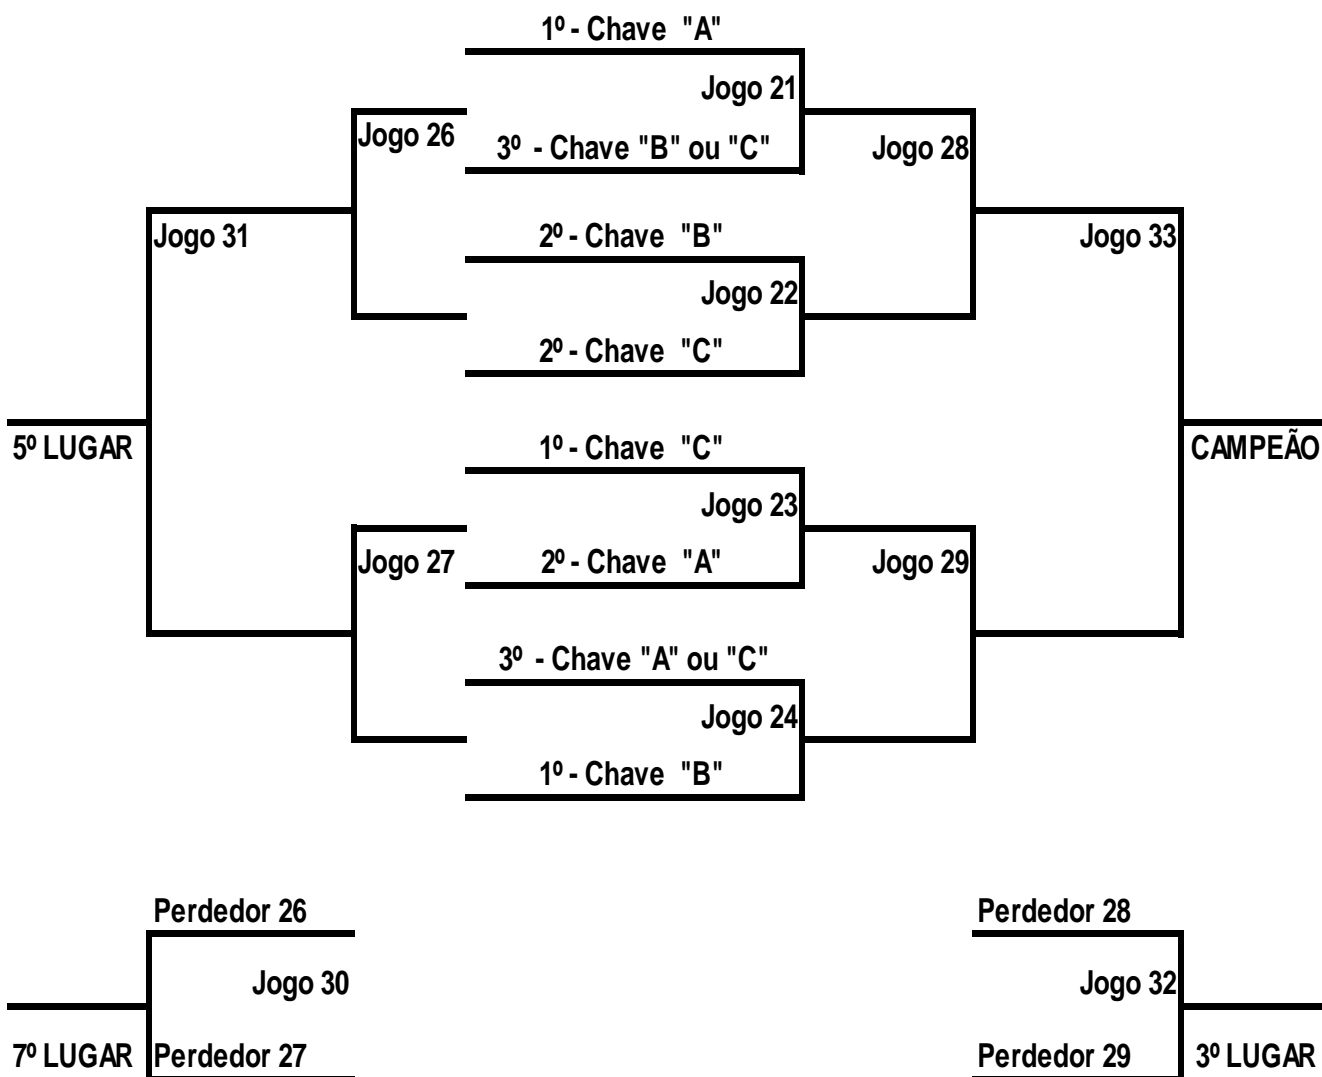 1º - Chave "A"
Jogo 21
Jogo 26
3º - Chave "B" ou "C"
Jogo 28
Jogo 31
2º - Chave "B"
Jogo 33
Jogo 22
2º - Chave "C"
5º LUGAR
1º - Chave "C"
CAMPEÃO
Jogo 23
Jogo 27
2º - Chave "A"
Jogo 29
3º - Chave "A" ou "C"
Jogo 24
1º - Chave "B"
Perdedor 26
Perdedor 28
Jogo 30
Jogo 32
7º LUGAR
Perdedor 27
Perdedor 29
3º LUGAR